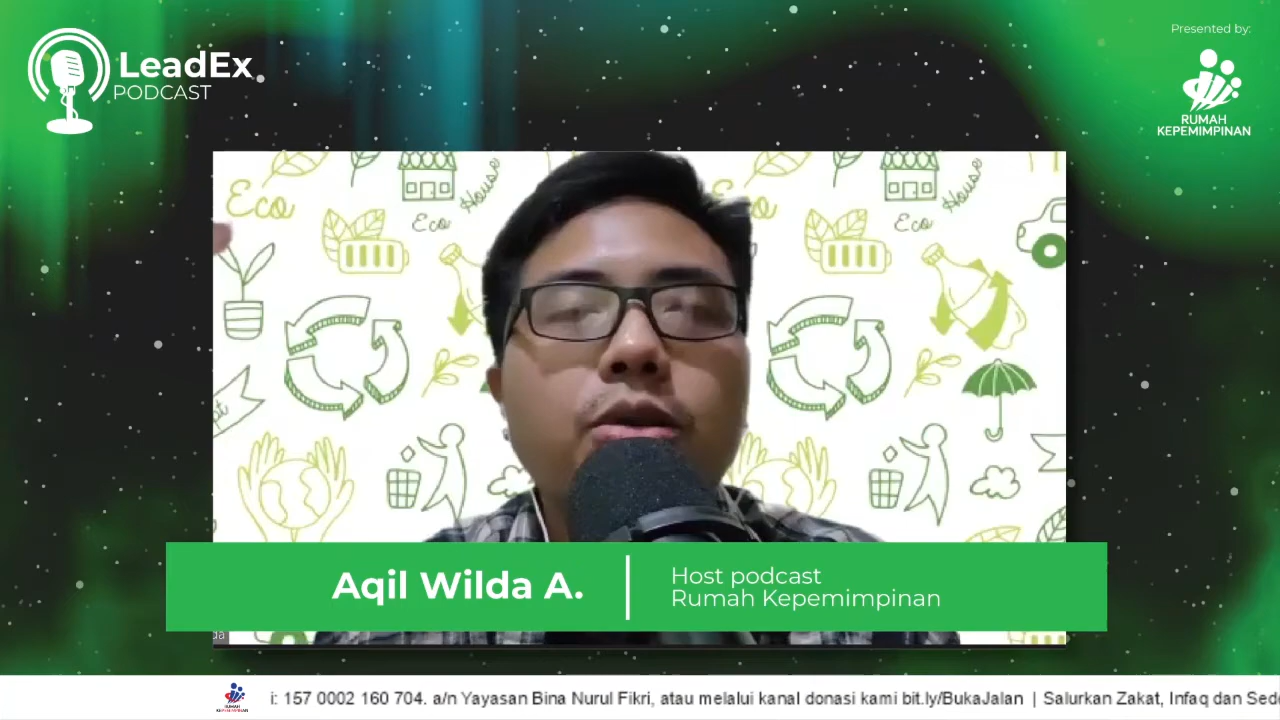 LeadEx
PODCAST
Presented by:
RUMAH
KEPEMIMPINAN
Eco
House
Eco
House
Eco
Aqil Wilda A.
Host podcast
Rumah Kepemimpinan
da
i: 157 0002 160 704. a/n Yayasan Bina Nurul Fikri, atau melalui kanal donasi kami bit.ly/BukaJalan | Salurkan Zakat, Infaq dan Sed